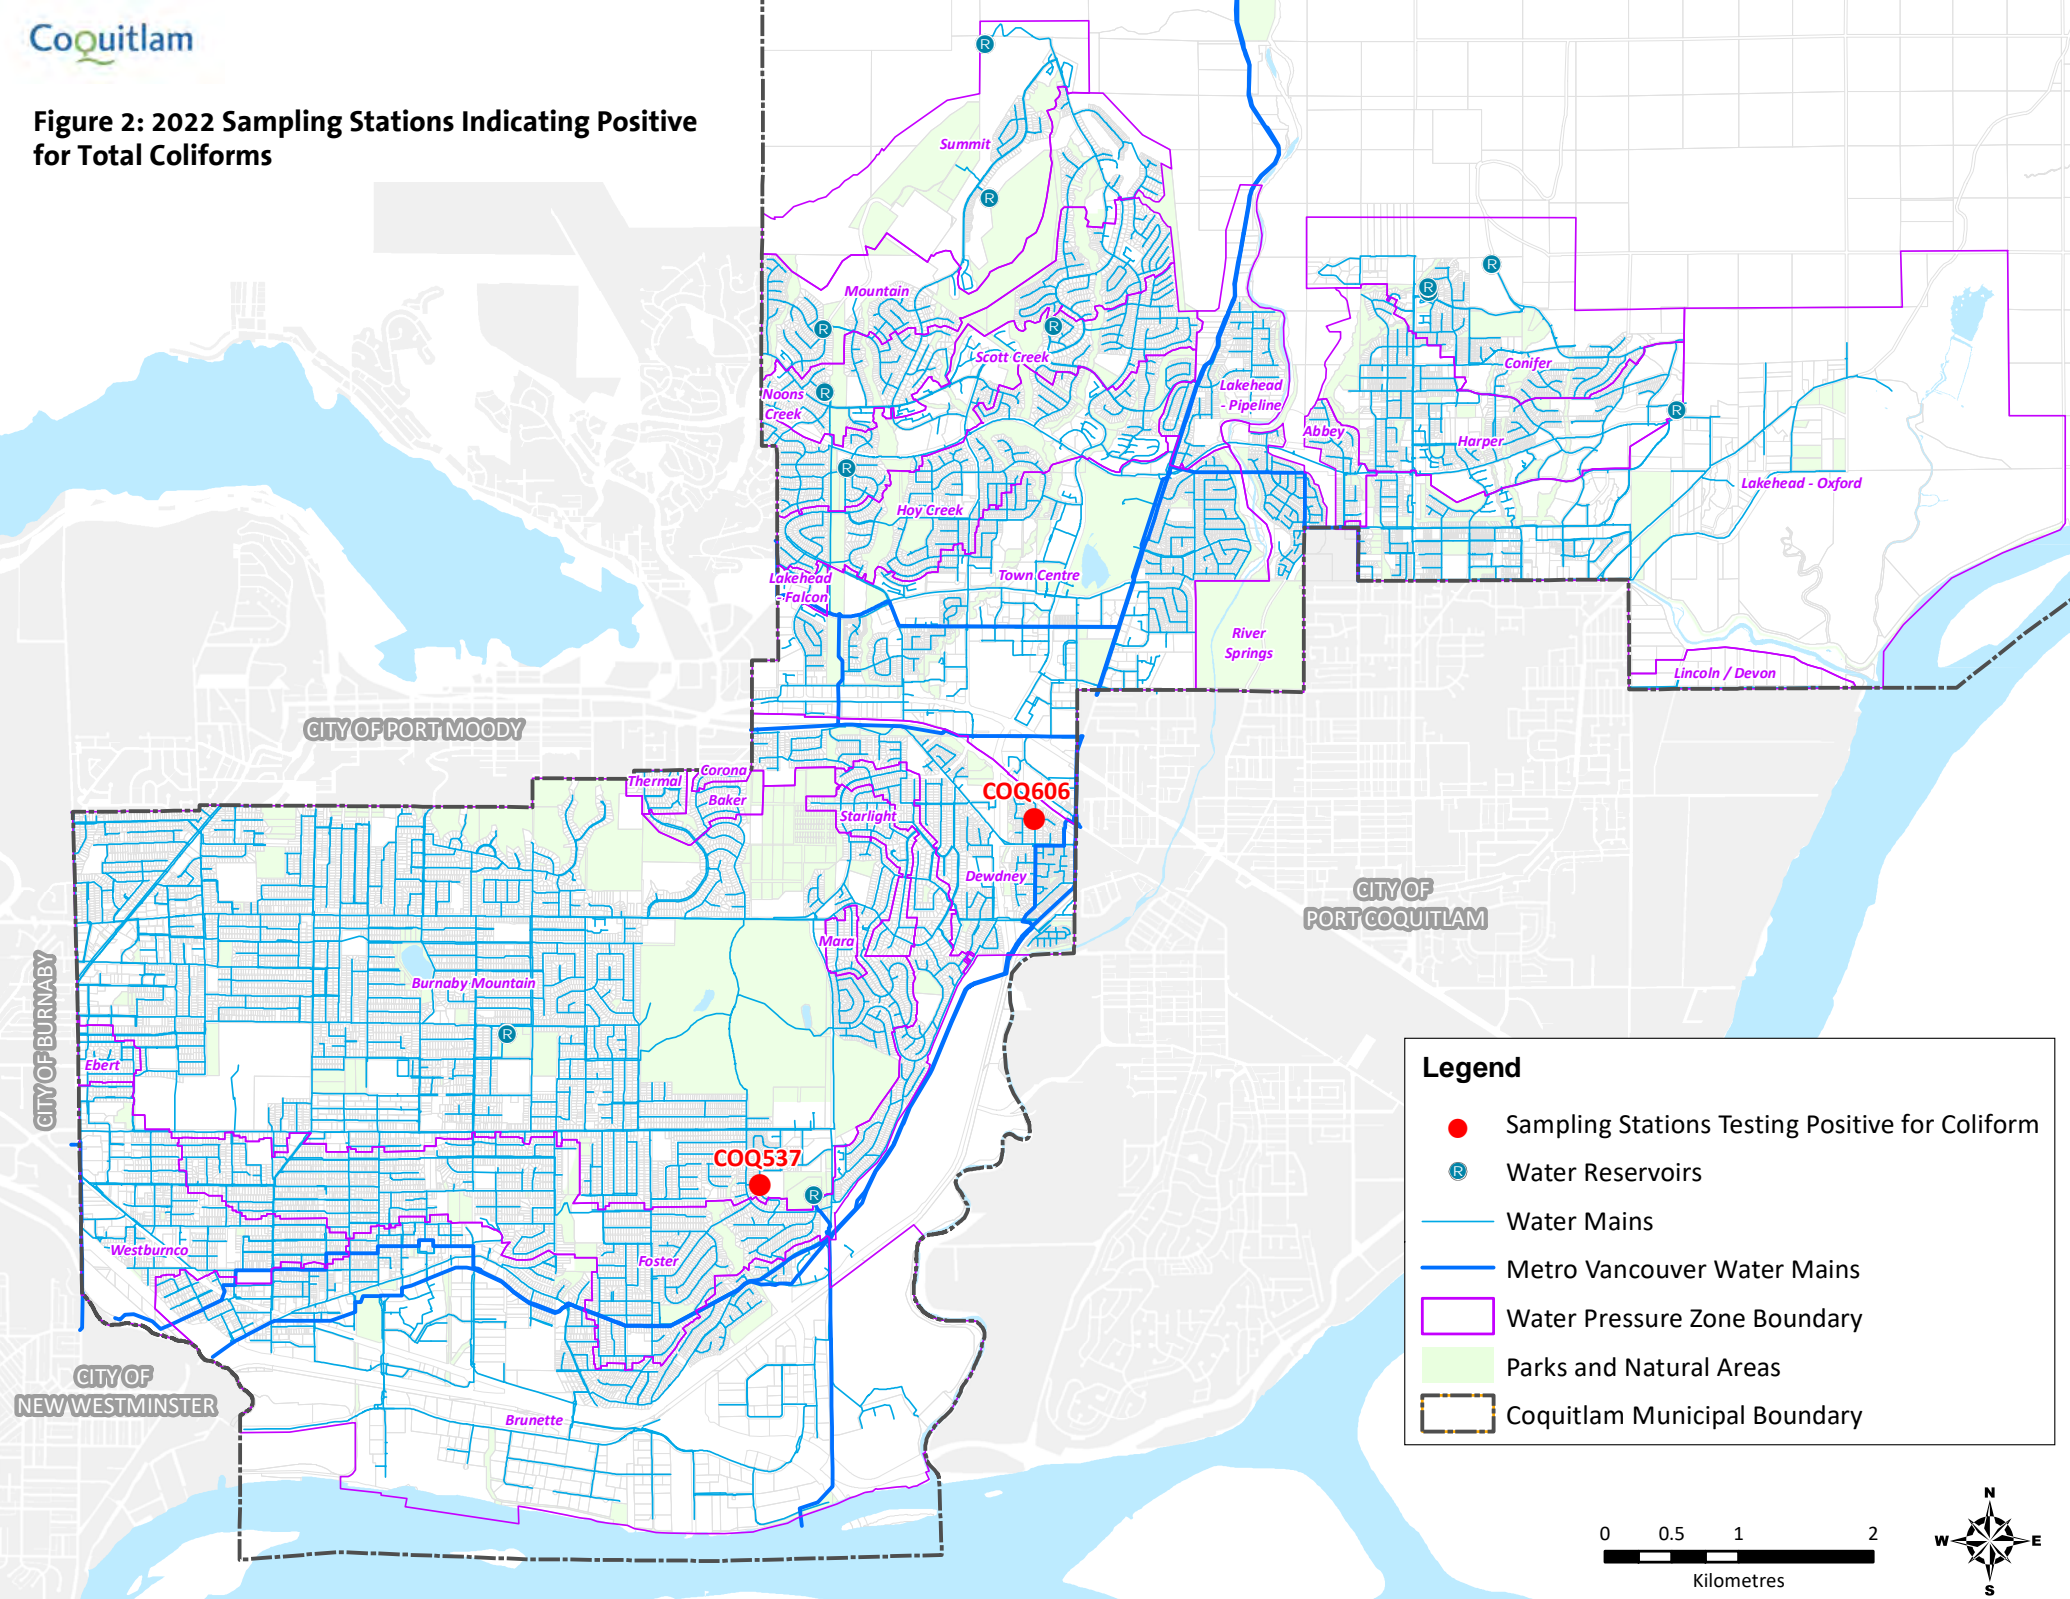 Coquitlam
Figure 2: 2022 Sampling Stations Indicating Positive
for Total Coliforms
R
Summit
R
Mountain
R
R
Scott Creek
R
R
Noons
Creek
R
R
Conifer
Lakehead
- Pipeline
R
Abbey
Harper
R
Lakehead - Oxford
Hoy Creek
Lakehead
- Falcon
Town Centre
River
Springs
Lincoln / Devon
CITY OF PORT MOODY
Thermal
Corona
Baker
COQ606
Starlight
Dewdney
CITY OF
PORT COQUITLAM
Mara
CITY OF BURNABY
Burnaby Mountain
R
Ebert
COQ537
R
Westburnco
Foster
CITY OF
NEW WESTMINSTER
Brunette
Legend
Sampling Stations Testing Positive for Coliform
R Water Reservoirs
Water Mains
Metro Vancouver Water Mains
Water Pressure Zone Boundary
Parks and Natural Areas
Coquitlam Municipal Boundary
0 0.5 1 2
Kilometres
N
W E
S